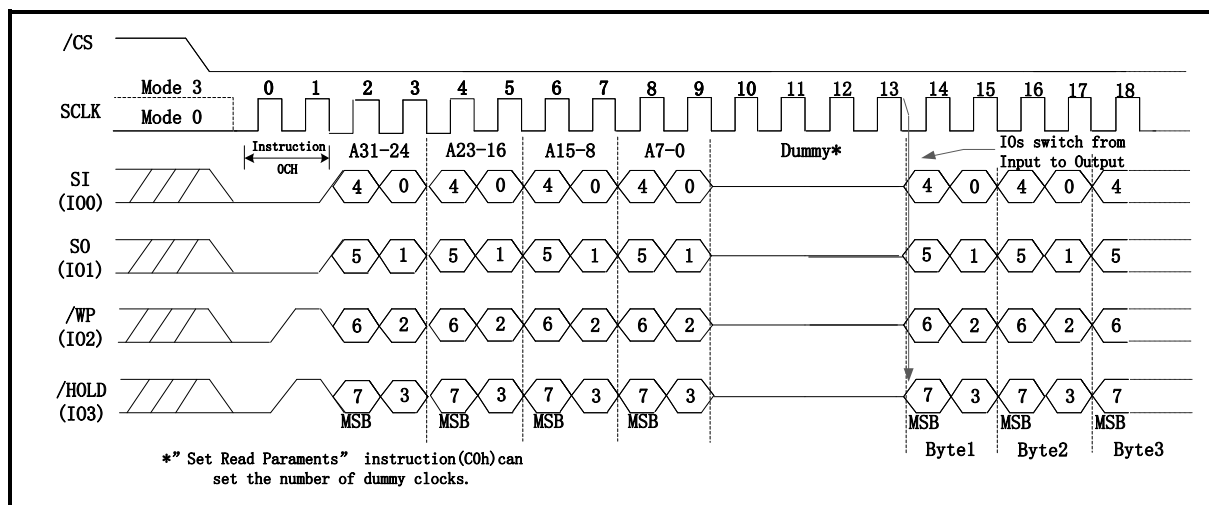 /CS
Mode 3
0 1 2 3 4 5 6 7 8 9 10 11 12 13 14 15 16 17 18
SCLK
Mode 0
Instruction
0CH
A31-24 A23-16 A15-8 A7-0 Dummy*
IOs switch from
Input to Output
SI
(IO0)
4 0 4 0 4 0 4 0 4 0 4 0 4
SO
(IO1)
5 1 5 1 5 1 5 1 5 1 5 1 5
/WP
(IO2)
6 2 6 2 6 2 6 2 6 2 6 2 6
/HOLD
(IO3)
7 3 7 3 7 3 7 3 7 3 7 3 7
MSB MSB MSB MSB MSB MSB MSB
Byte1 Byte2 Byte3
*" Set Read Paraments" instruction(C0h)can
set the number of dummy clocks.